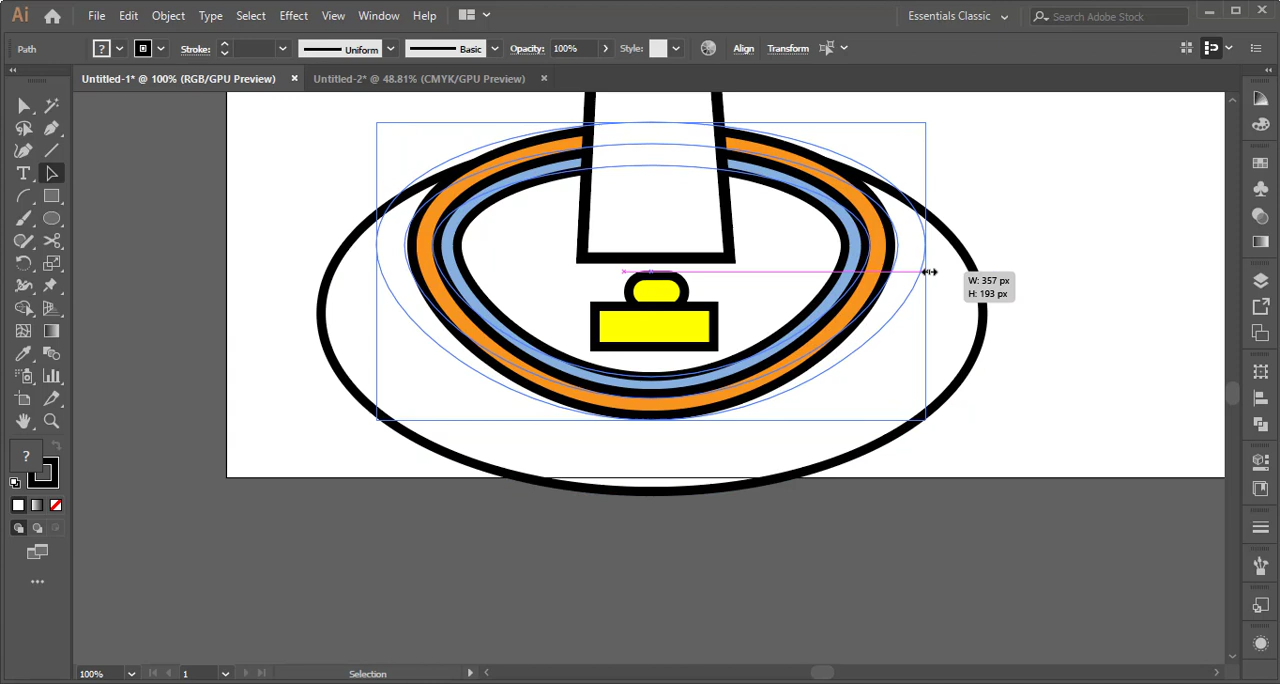 Ai File Edit Object Type Select Effect View Window Help Essentials Classic Search Adobe Stock
Path ? Stroke: Uniform Basic Opacity: 100% Style: Align Transform
Untitled-1* @ 100% (RGB/GPU Preview) × Untitled-2* @ 48.81% (CMYK/GPU Preview) ×
T
W: 357 px
H: 193 px
?
100% 1 Selection